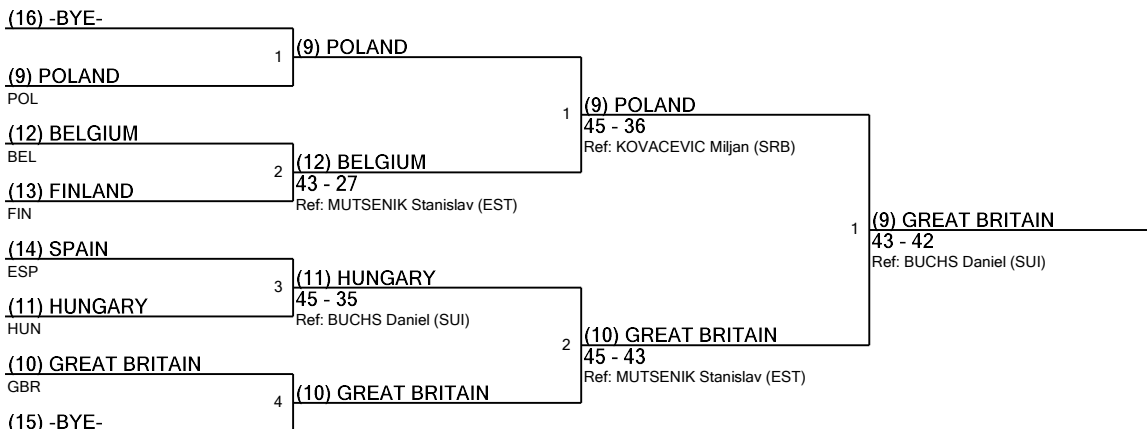 (16) -BYE-
1
(9) POLAND
(9) POLAND
POL
1
(9) POLAND
45 - 36
Ref: KOVACEVIC Miljan (SRB)
(12) BELGIUM
BEL
2
(12) BELGIUM
43 - 27
Ref: MUTSENIK Stanislav (EST)
(13) FINLAND
FIN
1
(9) GREAT BRITAIN
43 - 42
Ref: BUCHS Daniel (SUI)
(14) SPAIN
ESP
3
(11) HUNGARY
45 - 35
Ref: BUCHS Daniel (SUI)
(11) HUNGARY
HUN
2
(10) GREAT BRITAIN
45 - 43
Ref: MUTSENIK Stanislav (EST)
(10) GREAT BRITAIN
GBR
4
(10) GREAT BRITAIN
(15) -BYE-